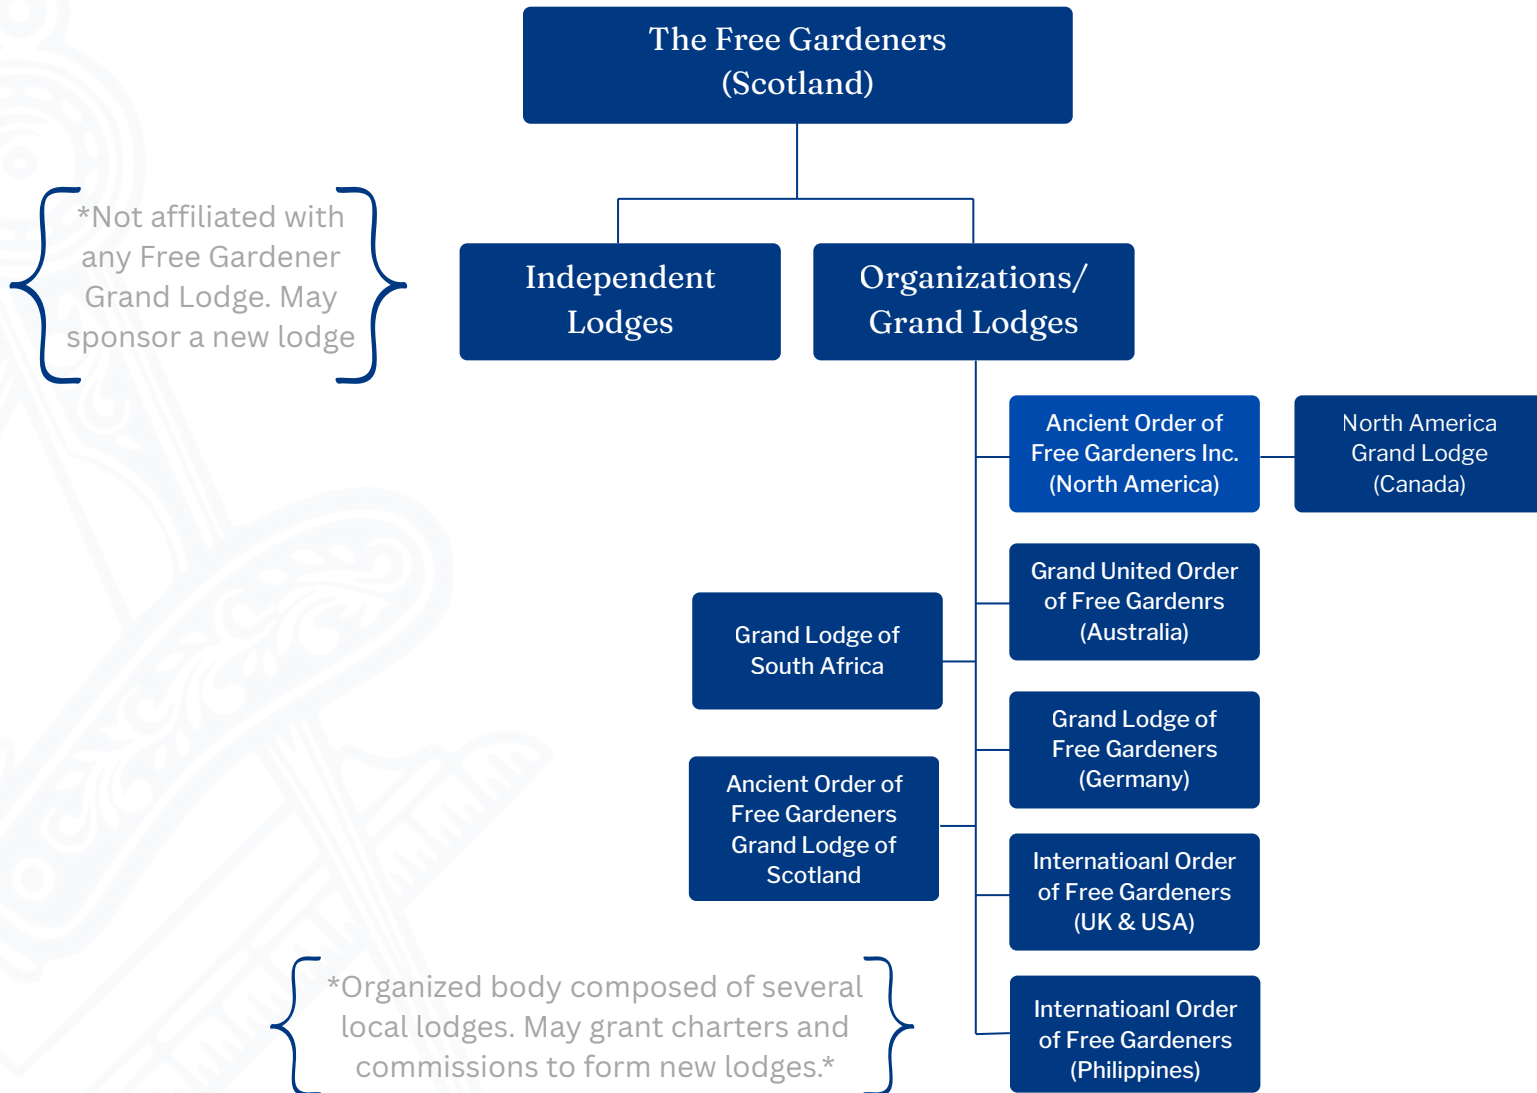 The Free Gardeners
(Scotland)
*Not affiliated with
any Free Gardener
Grand Lodge. May
sponsor a new lodge
Independent
Lodges
Organizations/
Grand Lodges
Ancient Order of
Free Gardeners Inc.
(North America)
North America
Grand Lodge
(Canada)
Grand United Order
of Free Gardenrs
(Australia)
Grand Lodge of
South Africa
Grand Lodge of
Free Gardeners
(Germany)
Ancient Order of
Free Gardeners
Grand Lodge of
Scotland
Internatioanl Order
of Free Gardeners
(UK & USA)
*Organized body composed of several
local lodges. May grant charters and
commissions to form new lodges.*
Internatioanl Order
of Free Gardeners
(Philippines)